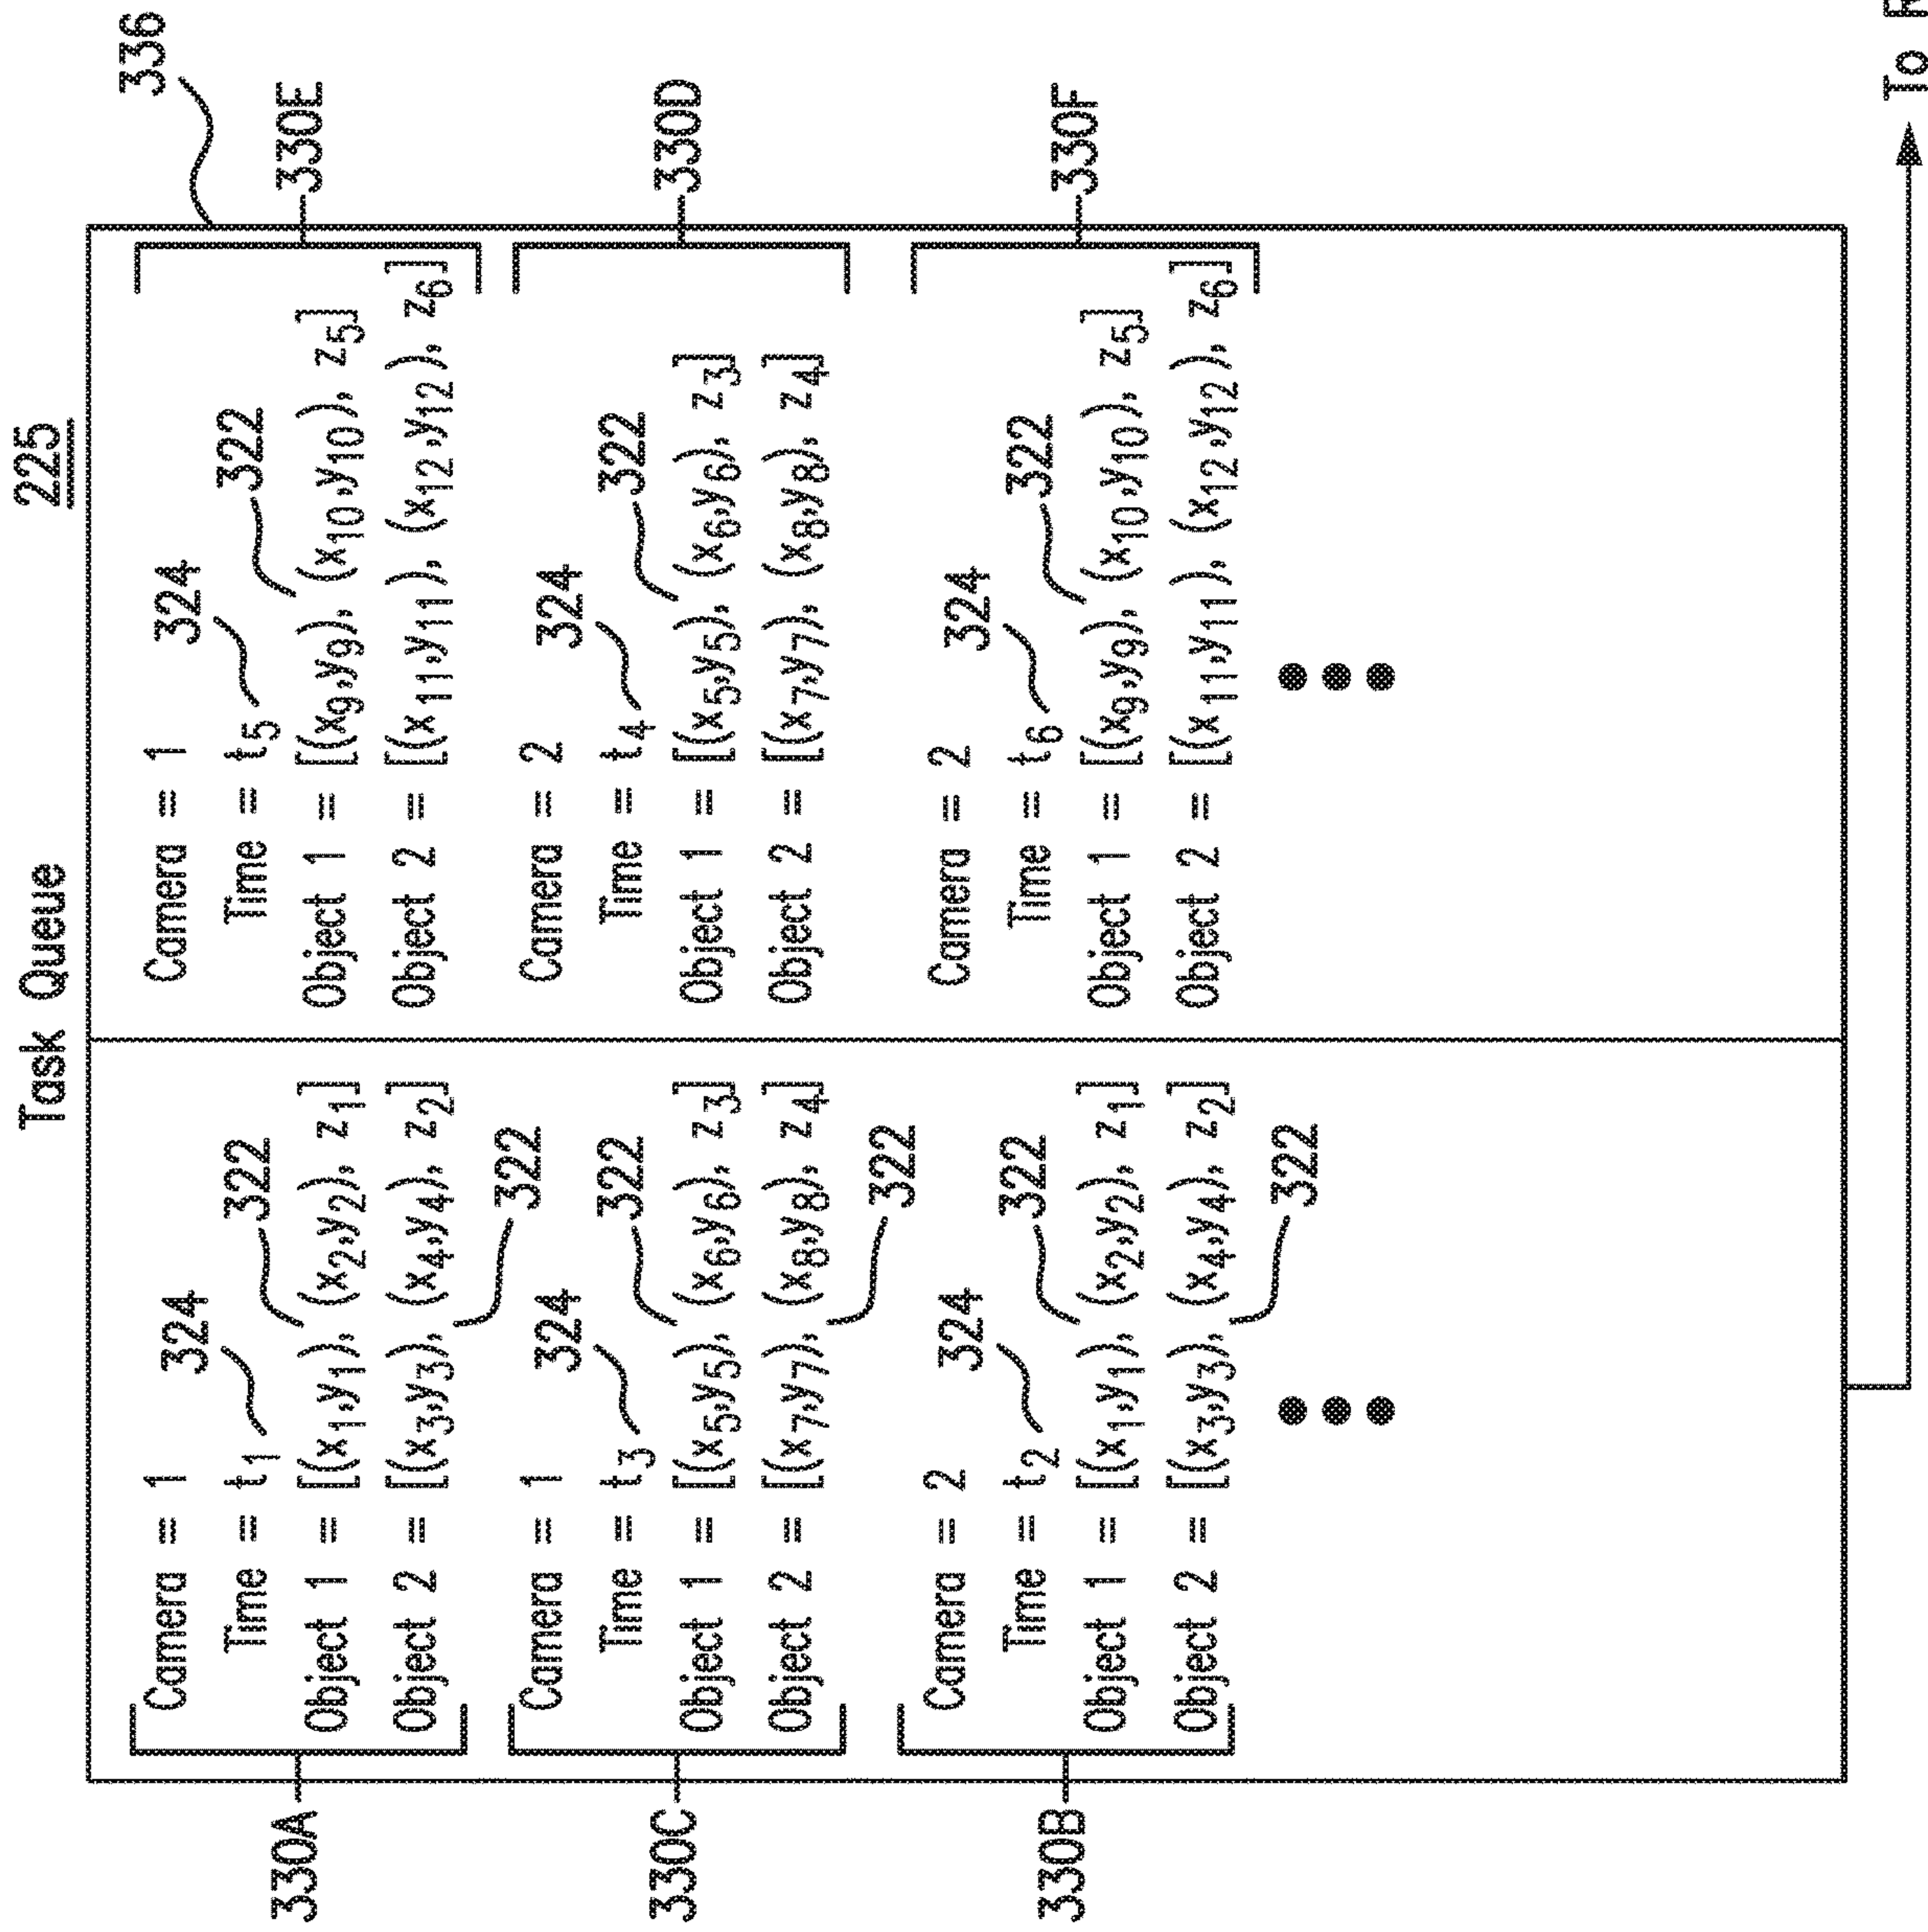 Task Queue 225
336
330A
Camera = 1
324
Time = t1 322
Object 1 = [(x1,y1), (x2,y2), z1]
Object 2 = [(x3,y3), (x4,y4), z2]
322
330C
Camera = 1
324
Time = t3 322
Object 1 = [(x5,y5), (x6,y6), z3]
Object 2 = [(x7,y7), (x8,y8), z4]
322
330B
Camera = 2
324
Time = t2 322
Object 1 = [(x1,y1), (x2,y2), z1]
Object 2 = [(x3,y3), (x4,y4), z2]
322
Camera = 1
324
Time = t5 322
330E
Object 1 = [(x9,y9), (x10,y10), z5]
Object 2 = [(x11,y11), (x12,y12), z6]
Camera = 2
324
Time = t4 322
330D
Object 1 = [(x5,y5), (x6,y6), z3]
Object 2 = [(x7,y7), (x8,y8), z4]
Camera = 2
324
Time = t6 322
330F
Object 1 = [(x9,y9), (x10,y10), z5]
Object 2 = [(x11,y11), (x12,y12), z6]
To